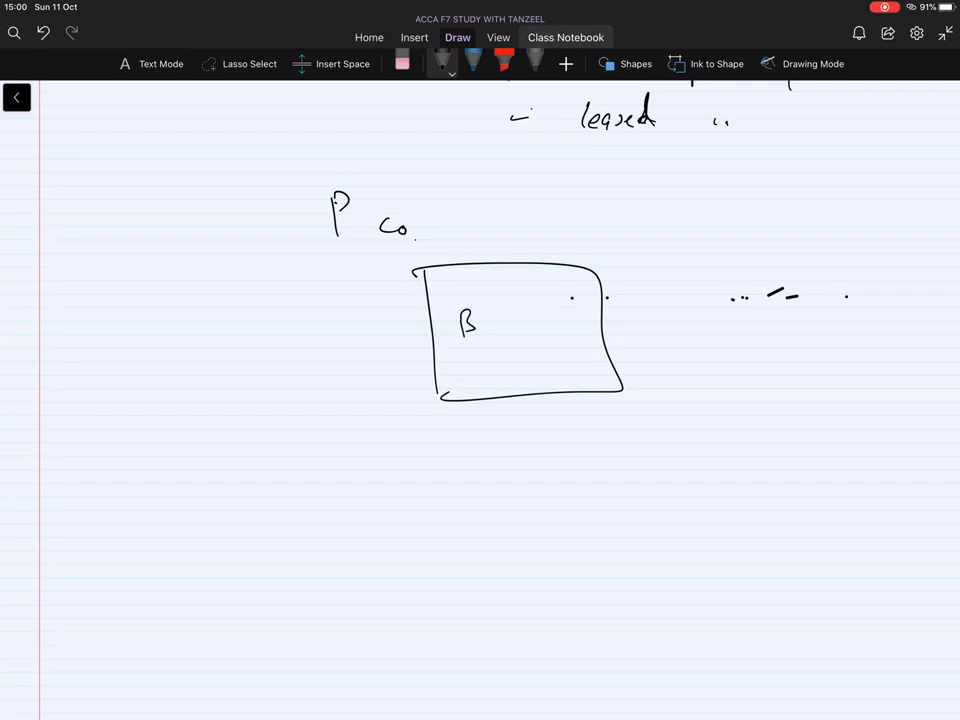 15:00 Sun 11 Oct 91%
ACCA F7 STUDY WITH TANZEEL
Home Insert Draw View Class Notebook
Text Mode Lasso Select Insert Space Shapes Ink to Shape Drawing Mode
leased "
P Co.
B